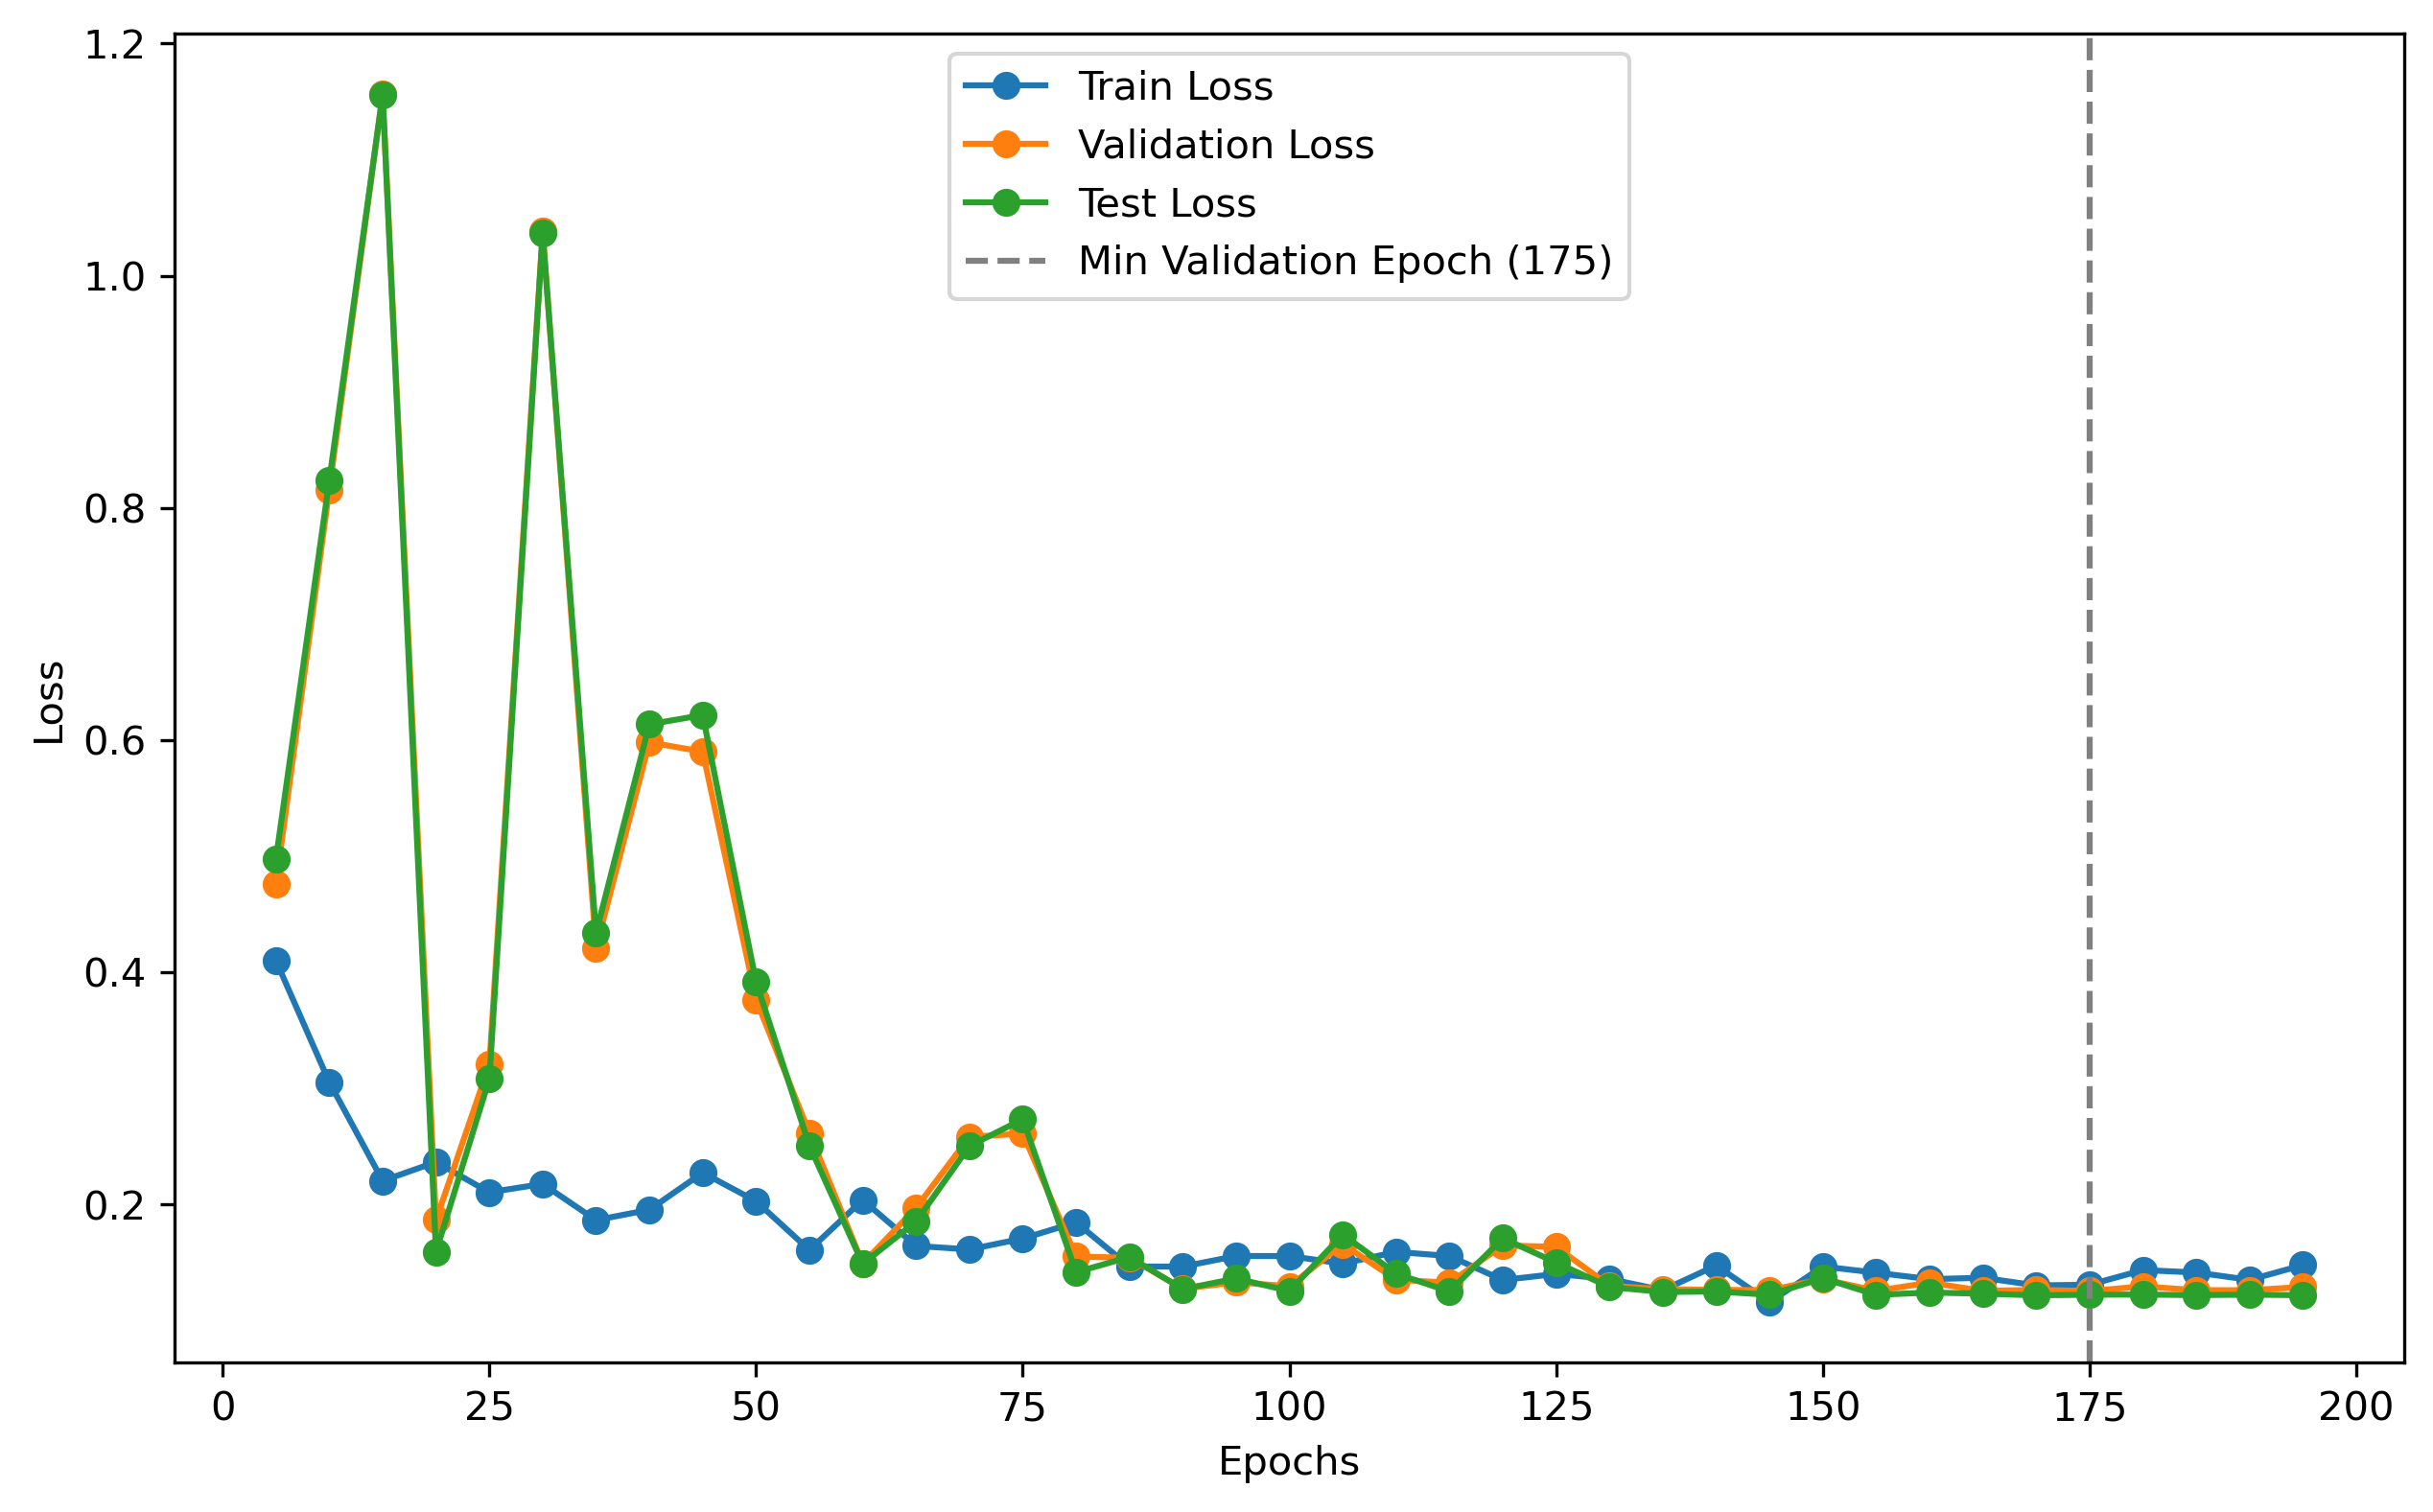 1.2
1.0
0.8
0.6
0.4
0.2
Loss
Train Loss
Validation Loss
Test Loss
Min Validation Epoch (175)
0 25 50 75 100 125 150 175 200
Epochs